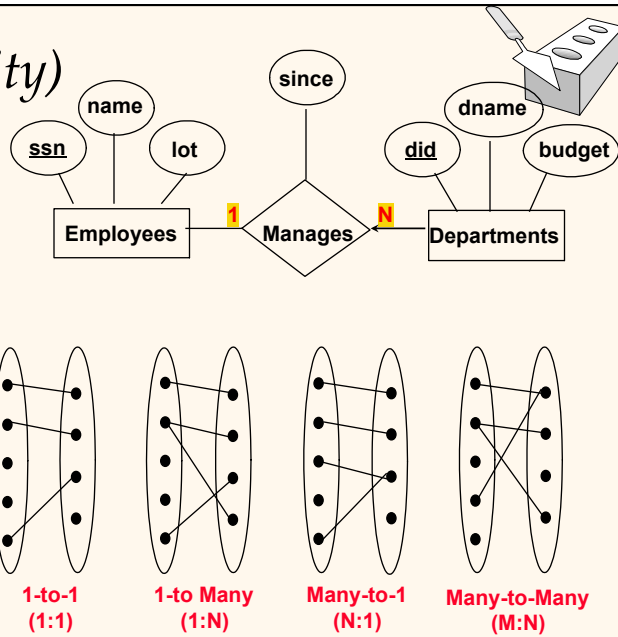 ity)
since
name
dname
ssn
lot
did
budget
1
N
Employees
Manages
Departments
1-to-1
(1:1)
1-to Many
(1:N)
Many-to-1
(N:1)
Many-to-Many
(M:N)